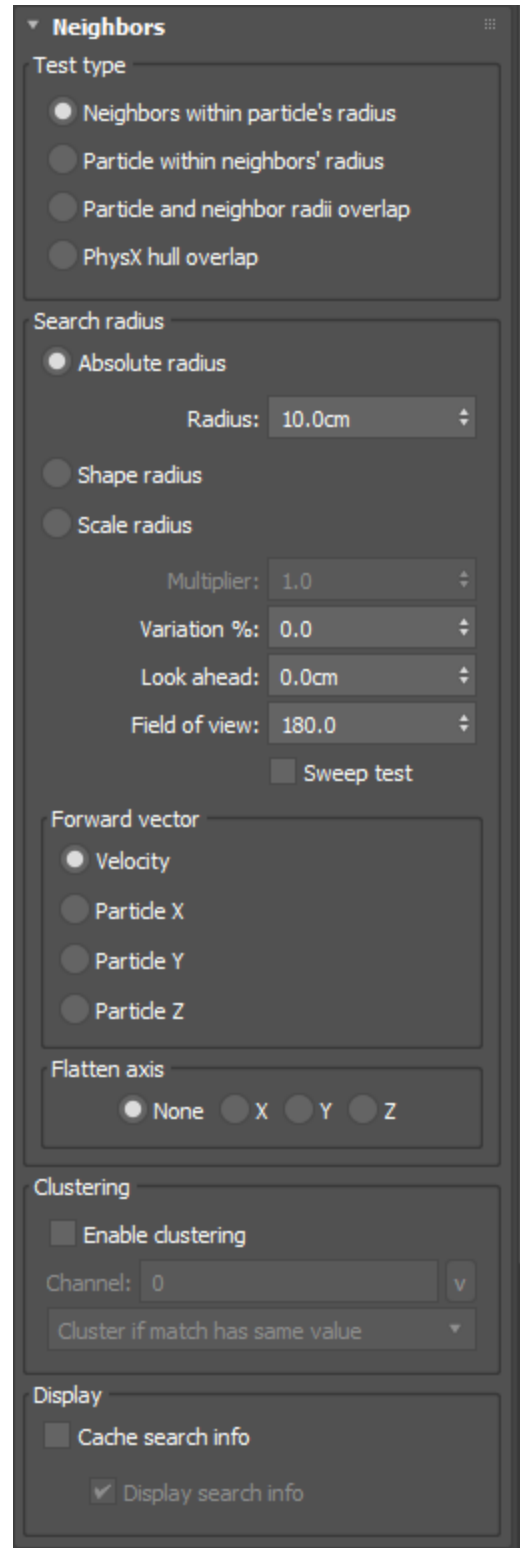 Neighbors
Test type
Neighbors within particle's radius
Particle within neighbors' radius
Particle and neighbor radii overlap
PhysX hull overlap
Search radius
Absolute radius
Radius: 10.0cm
Shape radius
Scale radius
Multiplier: 1.0
Variation %: 0.0
Look ahead: 0.0cm
Field of view: 180.0
Sweep test
Forward vector
Velocity
Particle X
Particle Y
Particle Z
Flatten axis
None X Y Z
Clustering
Enable clustering
Channel: 0 v
Cluster if match has same value
Display
Cache search info
Display search info